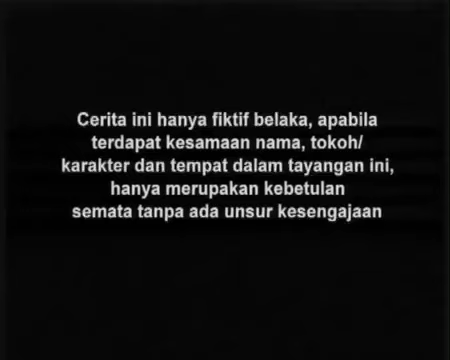 Cerita ini hanya fiktif belaka, apabila
terdapat kesamaan nama, tokoh/
karakter dan tempat dalam tayangan ini,
hanya merupakan kebetulan
semata tanpa ada unsur kesengajaan